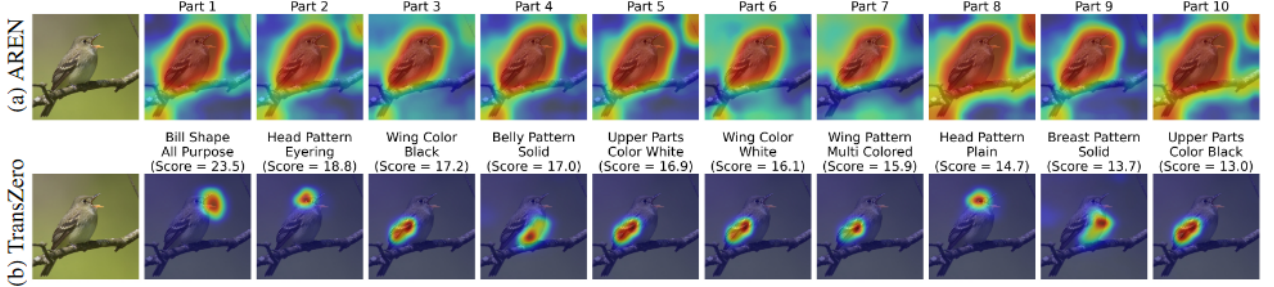 (a) AREN
Part 1
Part 2
Part 3
Part 4
Part 5
Part 6
Part 7
Part 8
Part 9
Part 10
(b) TransZero
Bill Shape
All Purpose
(Score = 23.5)
Head Pattern
Eyering
(Score = 18.8)
Wing Color
Black
(Score = 17.2)
Belly Pattern
Solid
(Score = 17.0)
Upper Parts
Color White
(Score = 16.9)
Wing Color
White
(Score = 16.1)
Wing Pattern
Multi Colored
(Score = 15.9)
Head Pattern
Plain
(Score = 14.7)
Breast Pattern
Solid
(Score = 13.7)
Upper Parts
Color Black
(Score = 13.0)